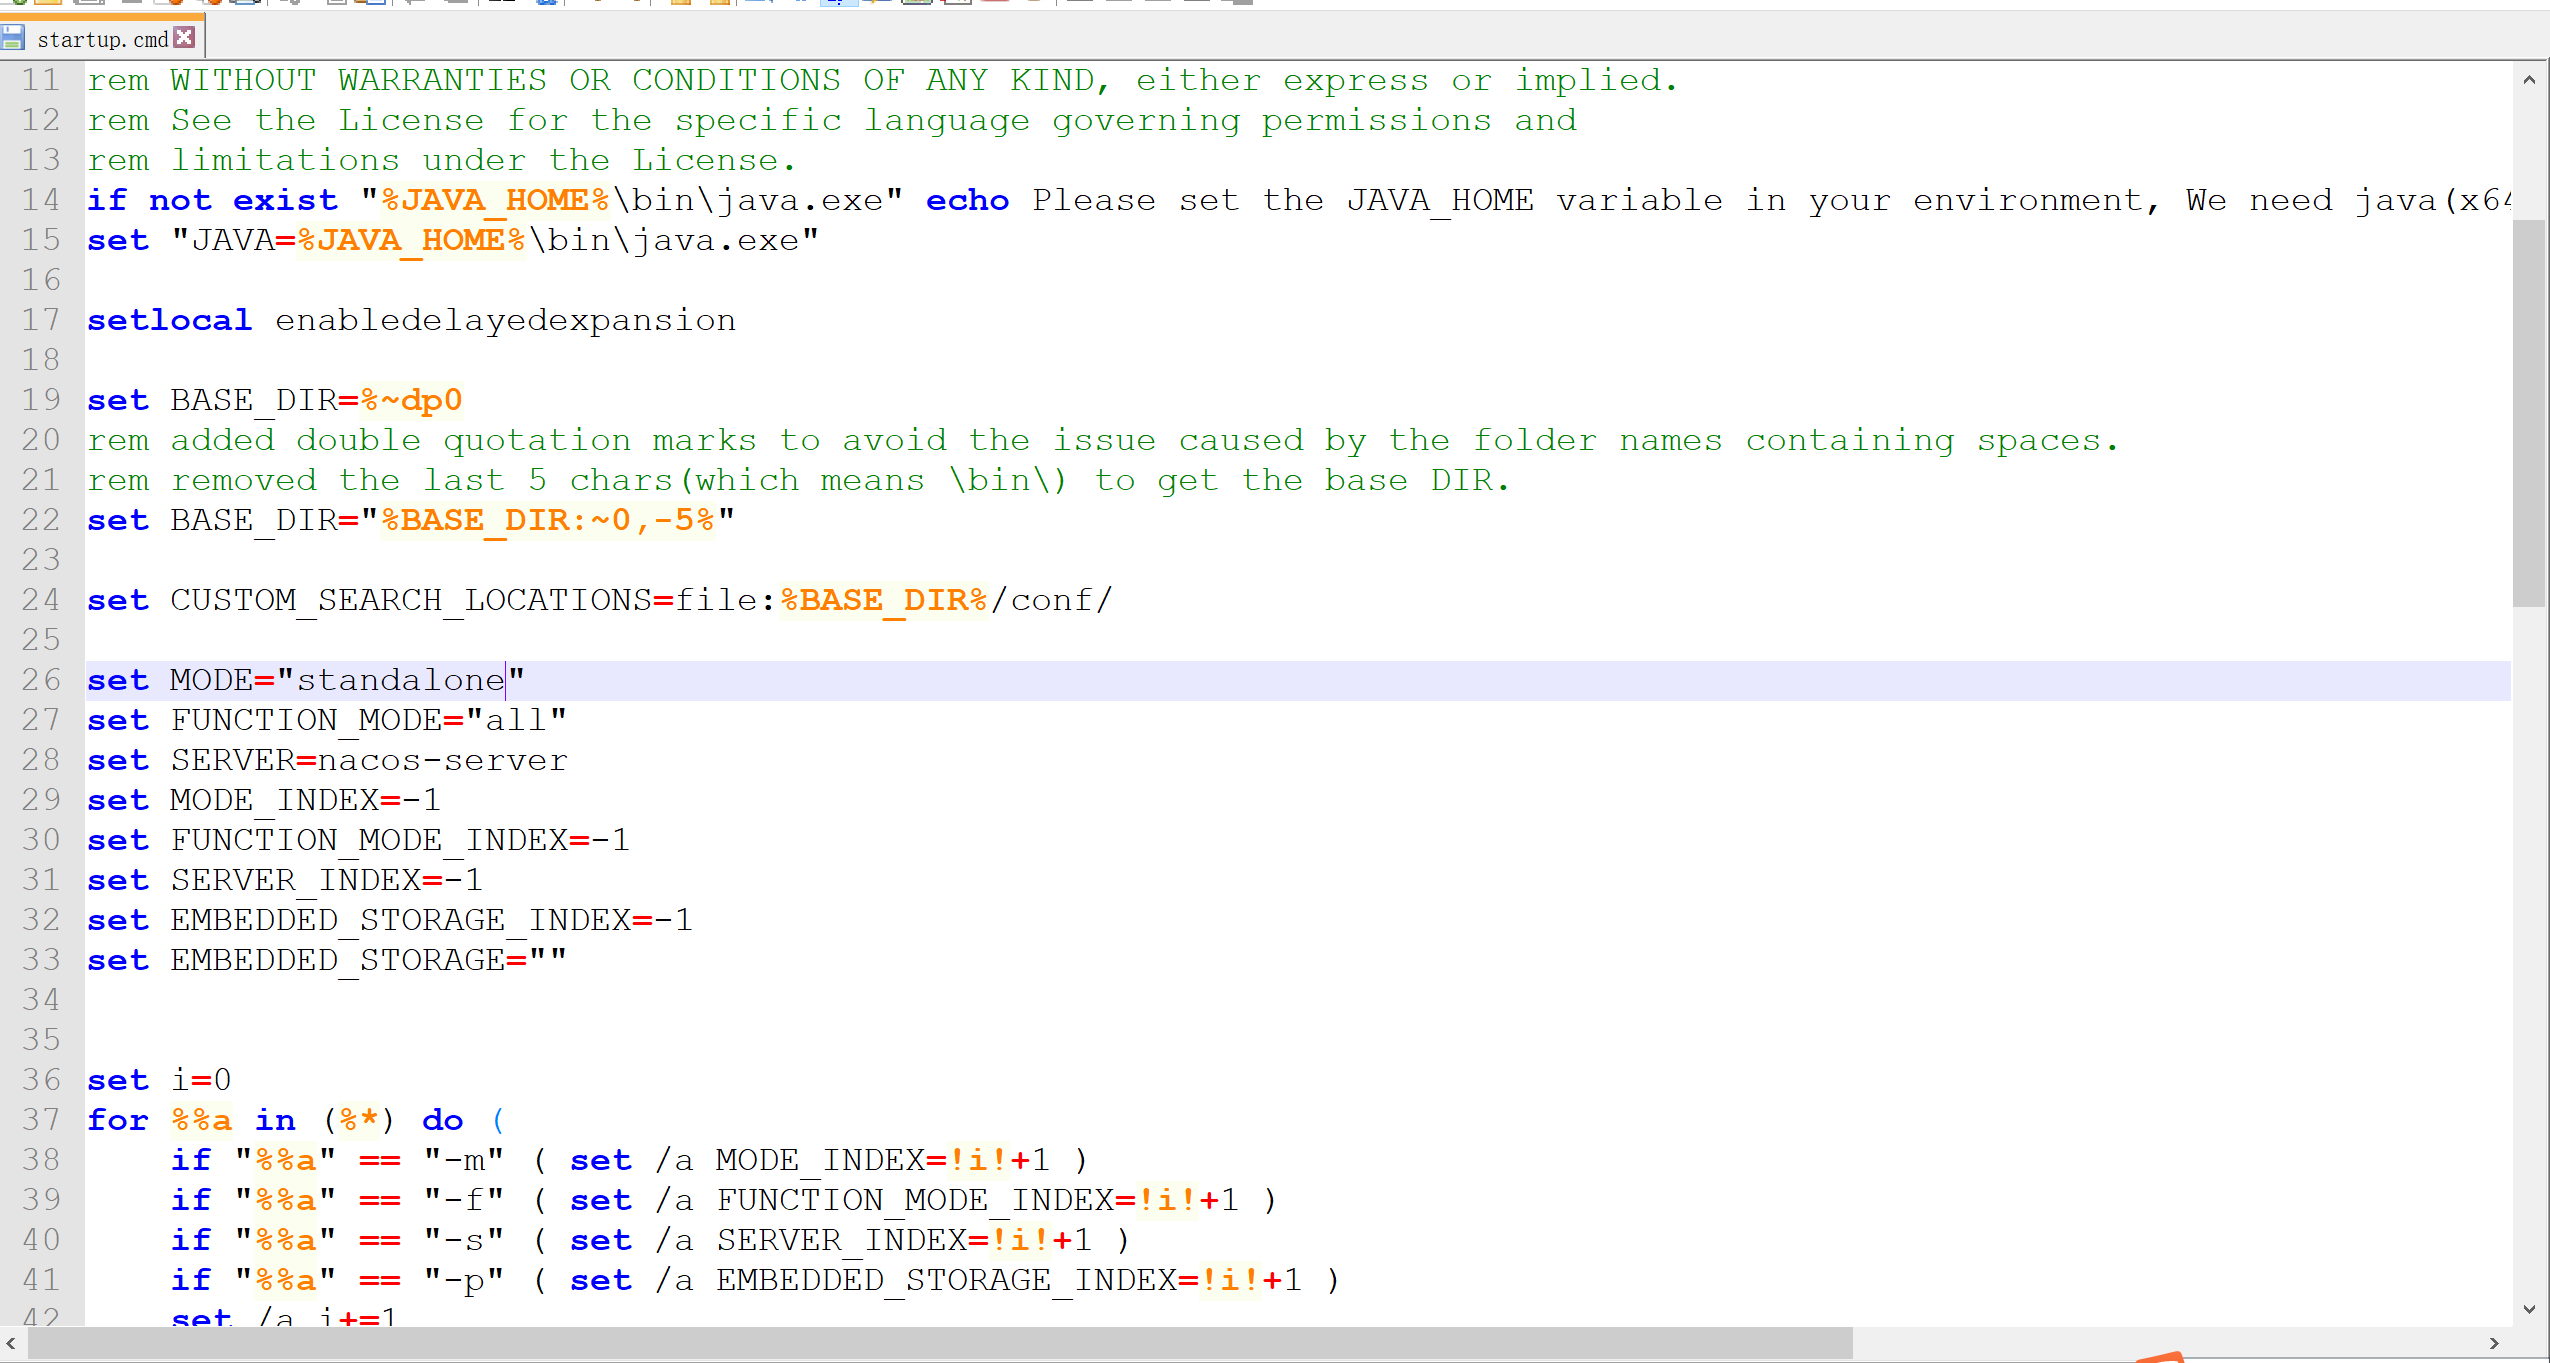 startup.cmd
11 rem WITHOUT WARRANTIES OR CONDITIONS OF ANY KIND, either express or implied.
12 rem See the License for the specific language governing permissions and
13 rem limitations under the License.
14 if not exist "%JAVA_HOME%\bin\java.exe" echo Please set the JAVA_HOME variable in your environment, We need java(x64
15 set "JAVA=%JAVA_HOME%\bin\java.exe"
16
17 setlocal enabledelayedexpansion
18
19 set BASE_DIR=%~dp0
20 rem added double quotation marks to avoid the issue caused by the folder names containing spaces.
21 rem removed the last 5 chars(which means \bin\) to get the base DIR.
22 set BASE_DIR="%BASE_DIR:~0,-5%"
23
24 set CUSTOM_SEARCH_LOCATIONS=file:%BASE_DIR%/conf/
25
26 set MODE="standalone"
27 set FUNCTION_MODE="all"
28 set SERVER=nacos-server
29 set MODE_INDEX=-1
30 set FUNCTION_MODE_INDEX=-1
31 set SERVER_INDEX=-1
32 set EMBEDDED_STORAGE_INDEX=-1
33 set EMBEDDED_STORAGE=""
34
35
36 set i=0
37 for %%a in (%*) do (
38     if "%%a" == "-m" ( set /a MODE_INDEX=!i!+1 )
39     if "%%a" == "-f" ( set /a FUNCTION_MODE_INDEX=!i!+1 )
40     if "%%a" == "-s" ( set /a SERVER_INDEX=!i!+1 )
41     if "%%a" == "-p" ( set /a EMBEDDED_STORAGE_INDEX=!i!+1 )
42     set /a i+=1